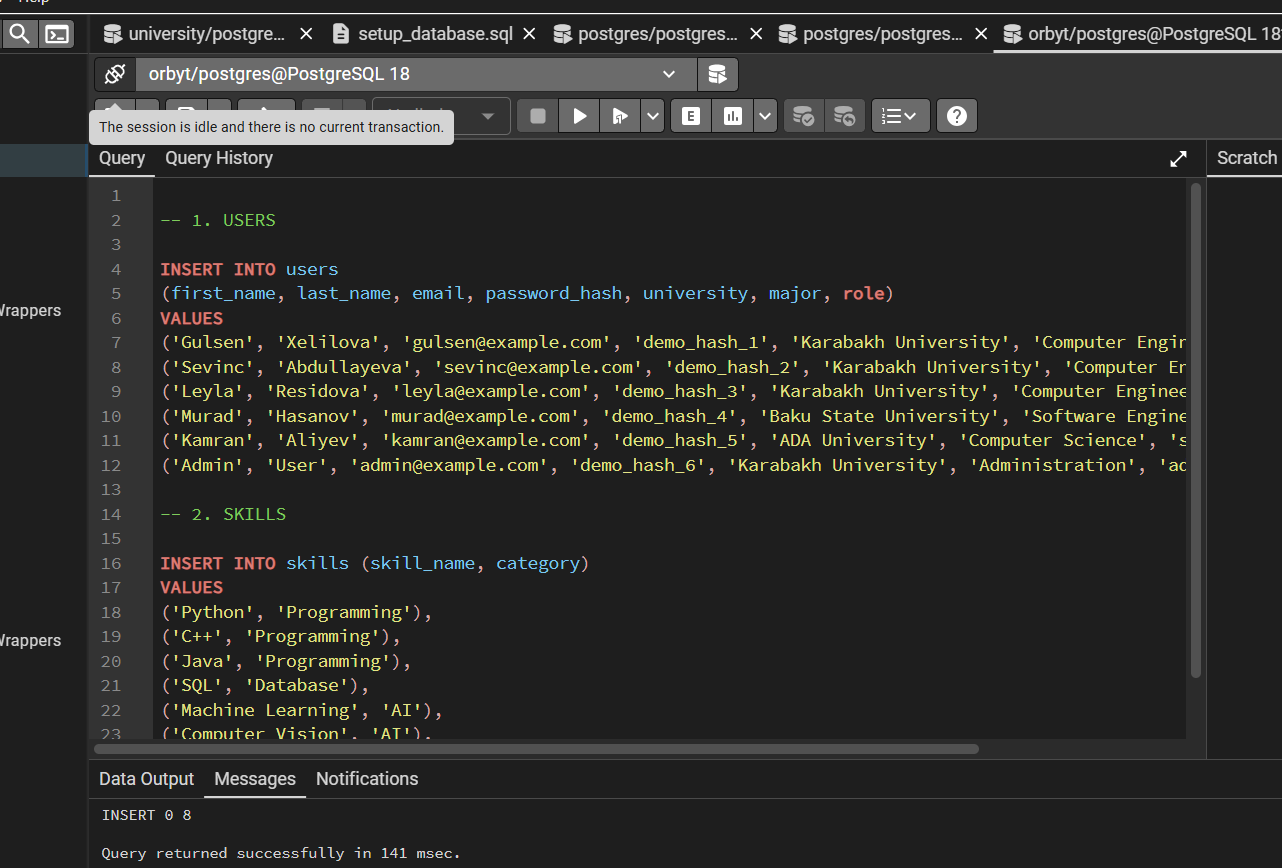 Help
university/postgre...
setup_database.sql
postgres/postgres...
postgres/postgres...
orbyt/postgres@PostgreSQL 18
orbyt/postgres@PostgreSQL 18
The session is idle and there is no current transaction.
E
Query
Query History
Scratch
1
2 -- 1. USERS
3
4 INSERT INTO users
5 (first_name, last_name, email, password_hash, university, major, role)
6 VALUES
7 ('Gulsen', 'Xelilova', 'gulsen@example.com', 'demo_hash_1', 'Karabakh University', 'Computer Engir
8 ('Sevinc', 'Abdullayeva', 'sevinc@example.com', 'demo_hash_2', 'Karabakh University', 'Computer Er
9 ('Leyla', 'Residova', 'leyla@example.com', 'demo_hash_3', 'Karabakh University', 'Computer Enginee
10 ('Murad', 'Hasanov', 'murad@example.com', 'demo_hash_4', 'Baku State University', 'Software Engine
11 ('Kamran', 'Aliyev', 'kamran@example.com', 'demo_hash_5', 'ADA University', 'Computer Science', 's
12 ('Admin', 'User', 'admin@example.com', 'demo_hash_6', 'Karabakh University', 'Administration', 'ad
13
14 -- 2. SKILLS
15
16 INSERT INTO skills (skill_name, category)
17 VALUES
18 ('Python', 'Programming'),
19 ('C++', 'Programming'),
20 ('Java', 'Programming'),
21 ('SQL', 'Database'),
22 ('Machine Learning', 'AI'),
23 ('Computer Vision', 'AI'),
Wrappers
Wrappers
Data Output
Messages
Notifications
INSERT 0 8
Query returned successfully in 141 msec.